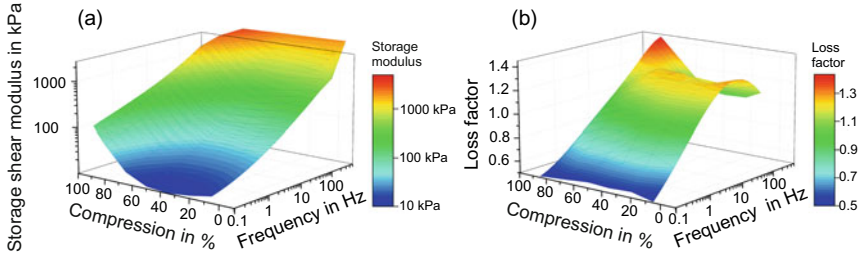 (a)
Storage shear modulus in kPa
1000
100
100
80
60
40
20
0
Compression in %
0.1
1
10
100
Frequency in Hz
Storage
modulus
1000 kPa
100 kPa
10 kPa
(b)
Loss factor
1.4
1.2
1.0
0.8
0.6
100
80
60
40
20
0
Compression in %
0.1
1
10
100
Frequency in Hz
Loss
factor
1.3
1.1
0.9
0.7
0.5